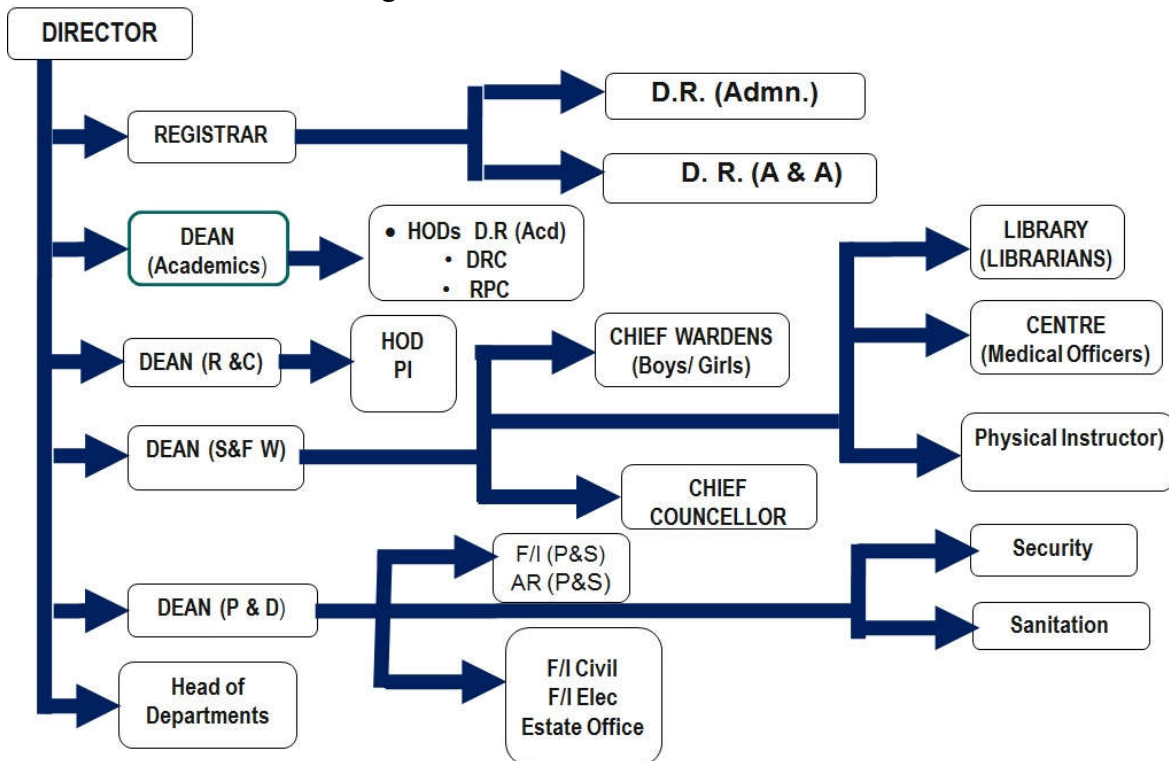 DIRECTOR
REGISTRAR
D.R. (Admn.)
D. R. (A & A)
DEAN
(Academics)
● HODs D.R (Acd)
• DRC
• RPC
LIBRARY
(LIBRARIANS)
CENTRE
(Medical Officers)
Physical Instructor)
DEAN (R &C)
HOD
PI
CHIEF WARDENS
(Boys/ Girls)
DEAN (S&F W)
CHIEF
COUNCELLOR
F/I (P&S)
AR (P&S)
Security
Sanitation
DEAN (P & D)
F/I Civil
F/I Elec
Estate Office
Head of
Departments